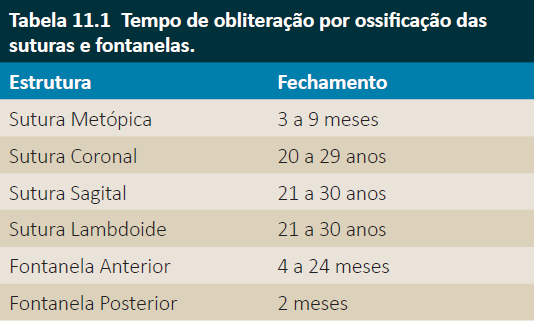 Tabela 11.1 Tempo de obliteração por ossificação das
suturas e fontanelas.
Estrutura Fechamento
Sutura Metópica 3 a 9 meses
Sutura Coronal 20 a 29 anos
Sutura Sagital 21 a 30 anos
Sutura Lambdoide 21 a 30 anos
Fontanela Anterior 4 a 24 meses
Fontanela Posterior 2 meses